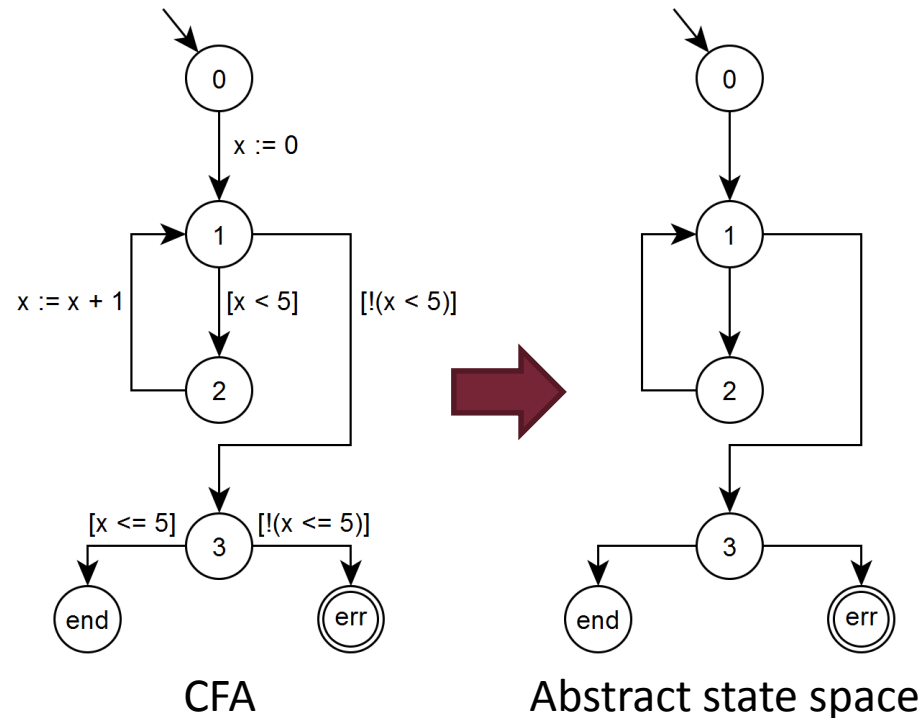 0
0
x := 0
1
1
x := x + 1
[x < 5]
[!(x < 5)]
2
2
[x <= 5]
3
[!(x <= 5)]
3
end
err
end
err
CFA
Abstract state space